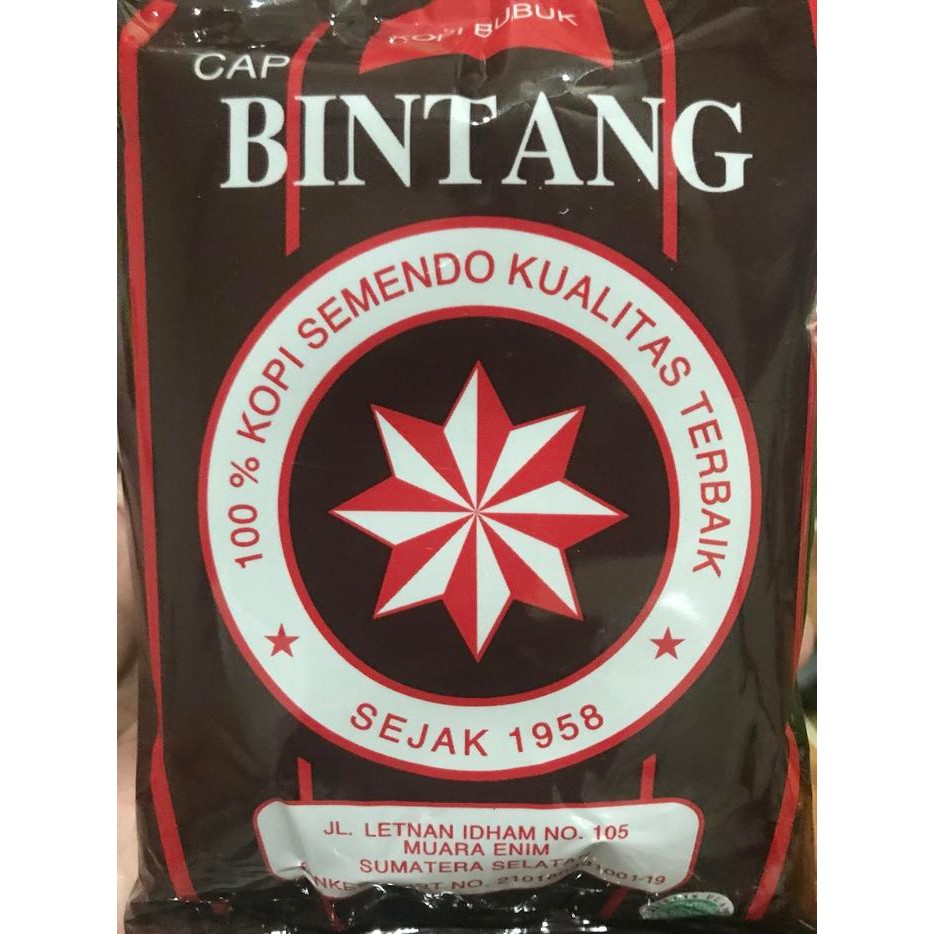 KOPI BUBUK
CAP
BINTANG
100 % KOPI SEMENDO KUALITAS TERBAIK
SEJAK 1958
JL. LETNAN IDHAM NO. 105
MUARA ENIM
SUMATERA SELATAN
NO.